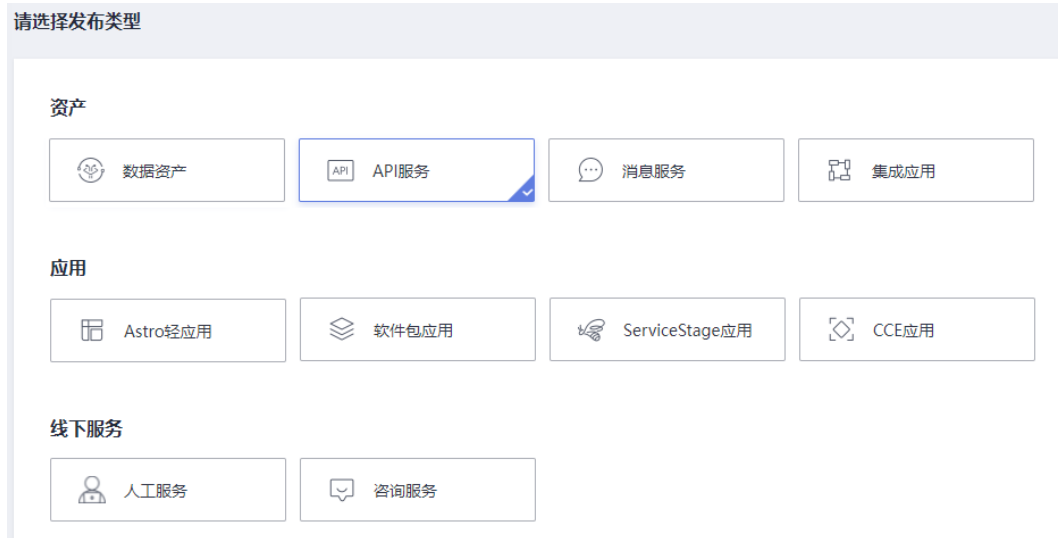 请选择发布类型
资产
数据资产
API API服务
消息服务
集成应用
应用
Astro轻应用
软件包应用
ServiceStage应用
CCE应用
线下服务
人工服务
咨询服务